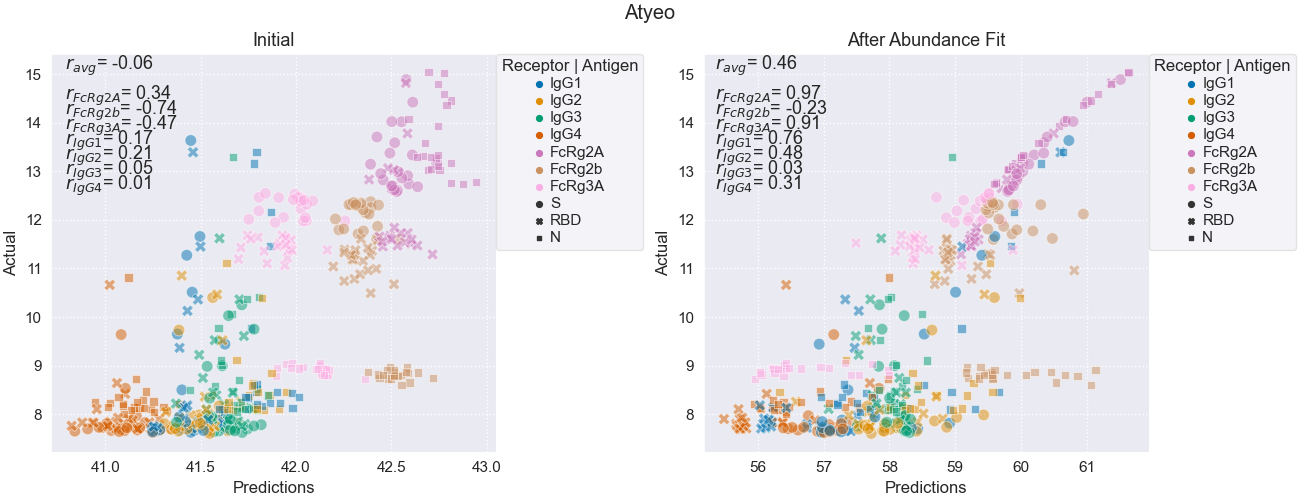 Atyeo
Initial
r_avg= -0.06
r_FcRg2A= 0.34
r_FcRg2b= -0.74
r_FcRg3A= -0.47
r_IgG1= 0.17
r_IgG2= 0.21
r_IgG3= 0.05
r_IgG4= 0.01
15
14
13
12
11
10
9
8
Actual
41.0 41.5 42.0 42.5 43.0
Predictions
Receptor | Antigen
IgG1
IgG2
IgG3
IgG4
FcRg2A
FcRg2b
FcRg3A
S
RBD
N
After Abundance Fit
r_avg= 0.46
r_FcRg2A= 0.97
r_FcRg2b= -0.23
r_FcRg3A= 0.91
r_IgG1= 0.76
r_IgG2= 0.48
r_IgG3= 0.03
r_IgG4= 0.31
15
14
13
12
11
10
9
8
Actual
56 57 58 59 60 61
Predictions
Receptor | Antigen
IgG1
IgG2
IgG3
IgG4
FcRg2A
FcRg2b
FcRg3A
S
RBD
N